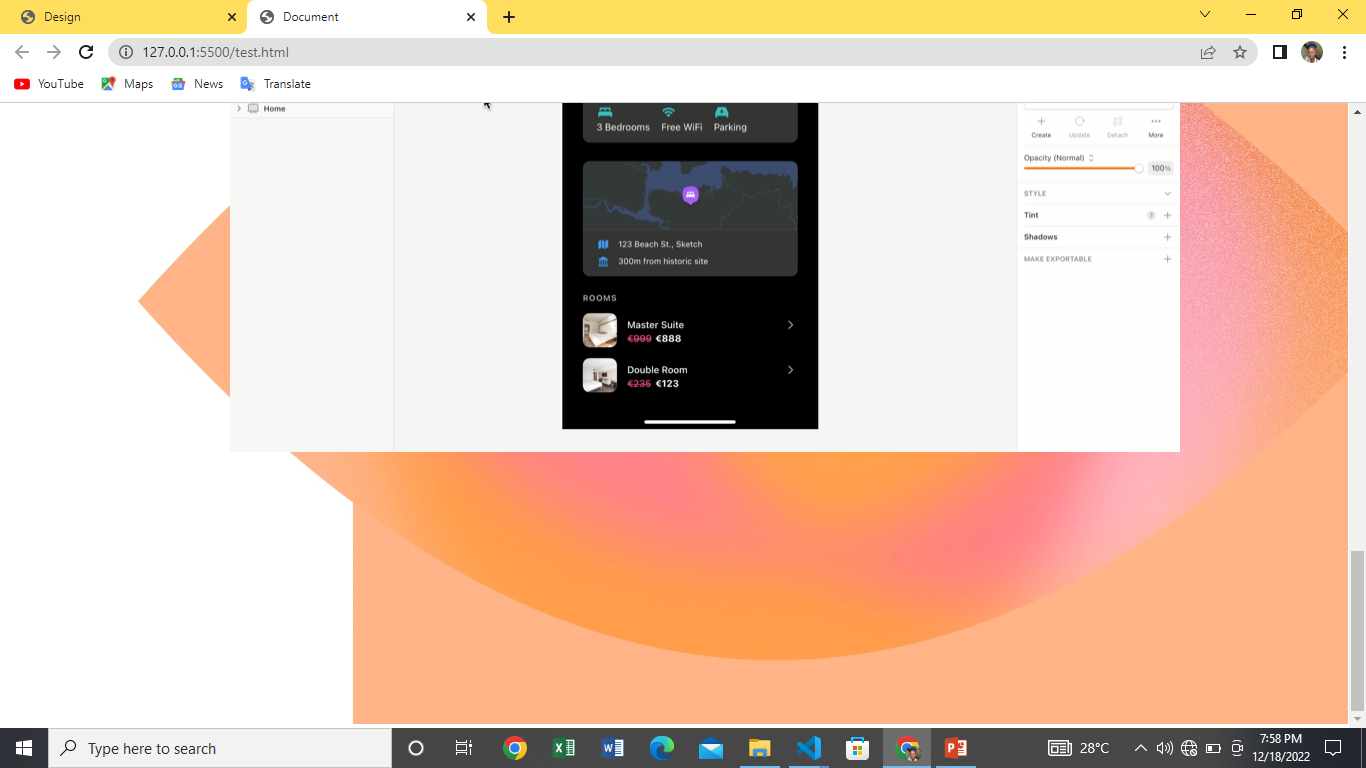 Design
Document
127.0.0.1:5500/test.html
YouTube
Maps
News
Translate
Home
3 Bedrooms
Free WiFi
Parking
123 Beach St., Sketch
300m from historic site
ROOMS
Master Suite
€999 €888
Double Room
€235 €123
Create
Update
Detach
More
Opacity (Normal)
100%
STYLE
Tint
?
Shadows
MAKE EXPORTABLE
Type here to search
28°C
7:58 PM
12/18/2022